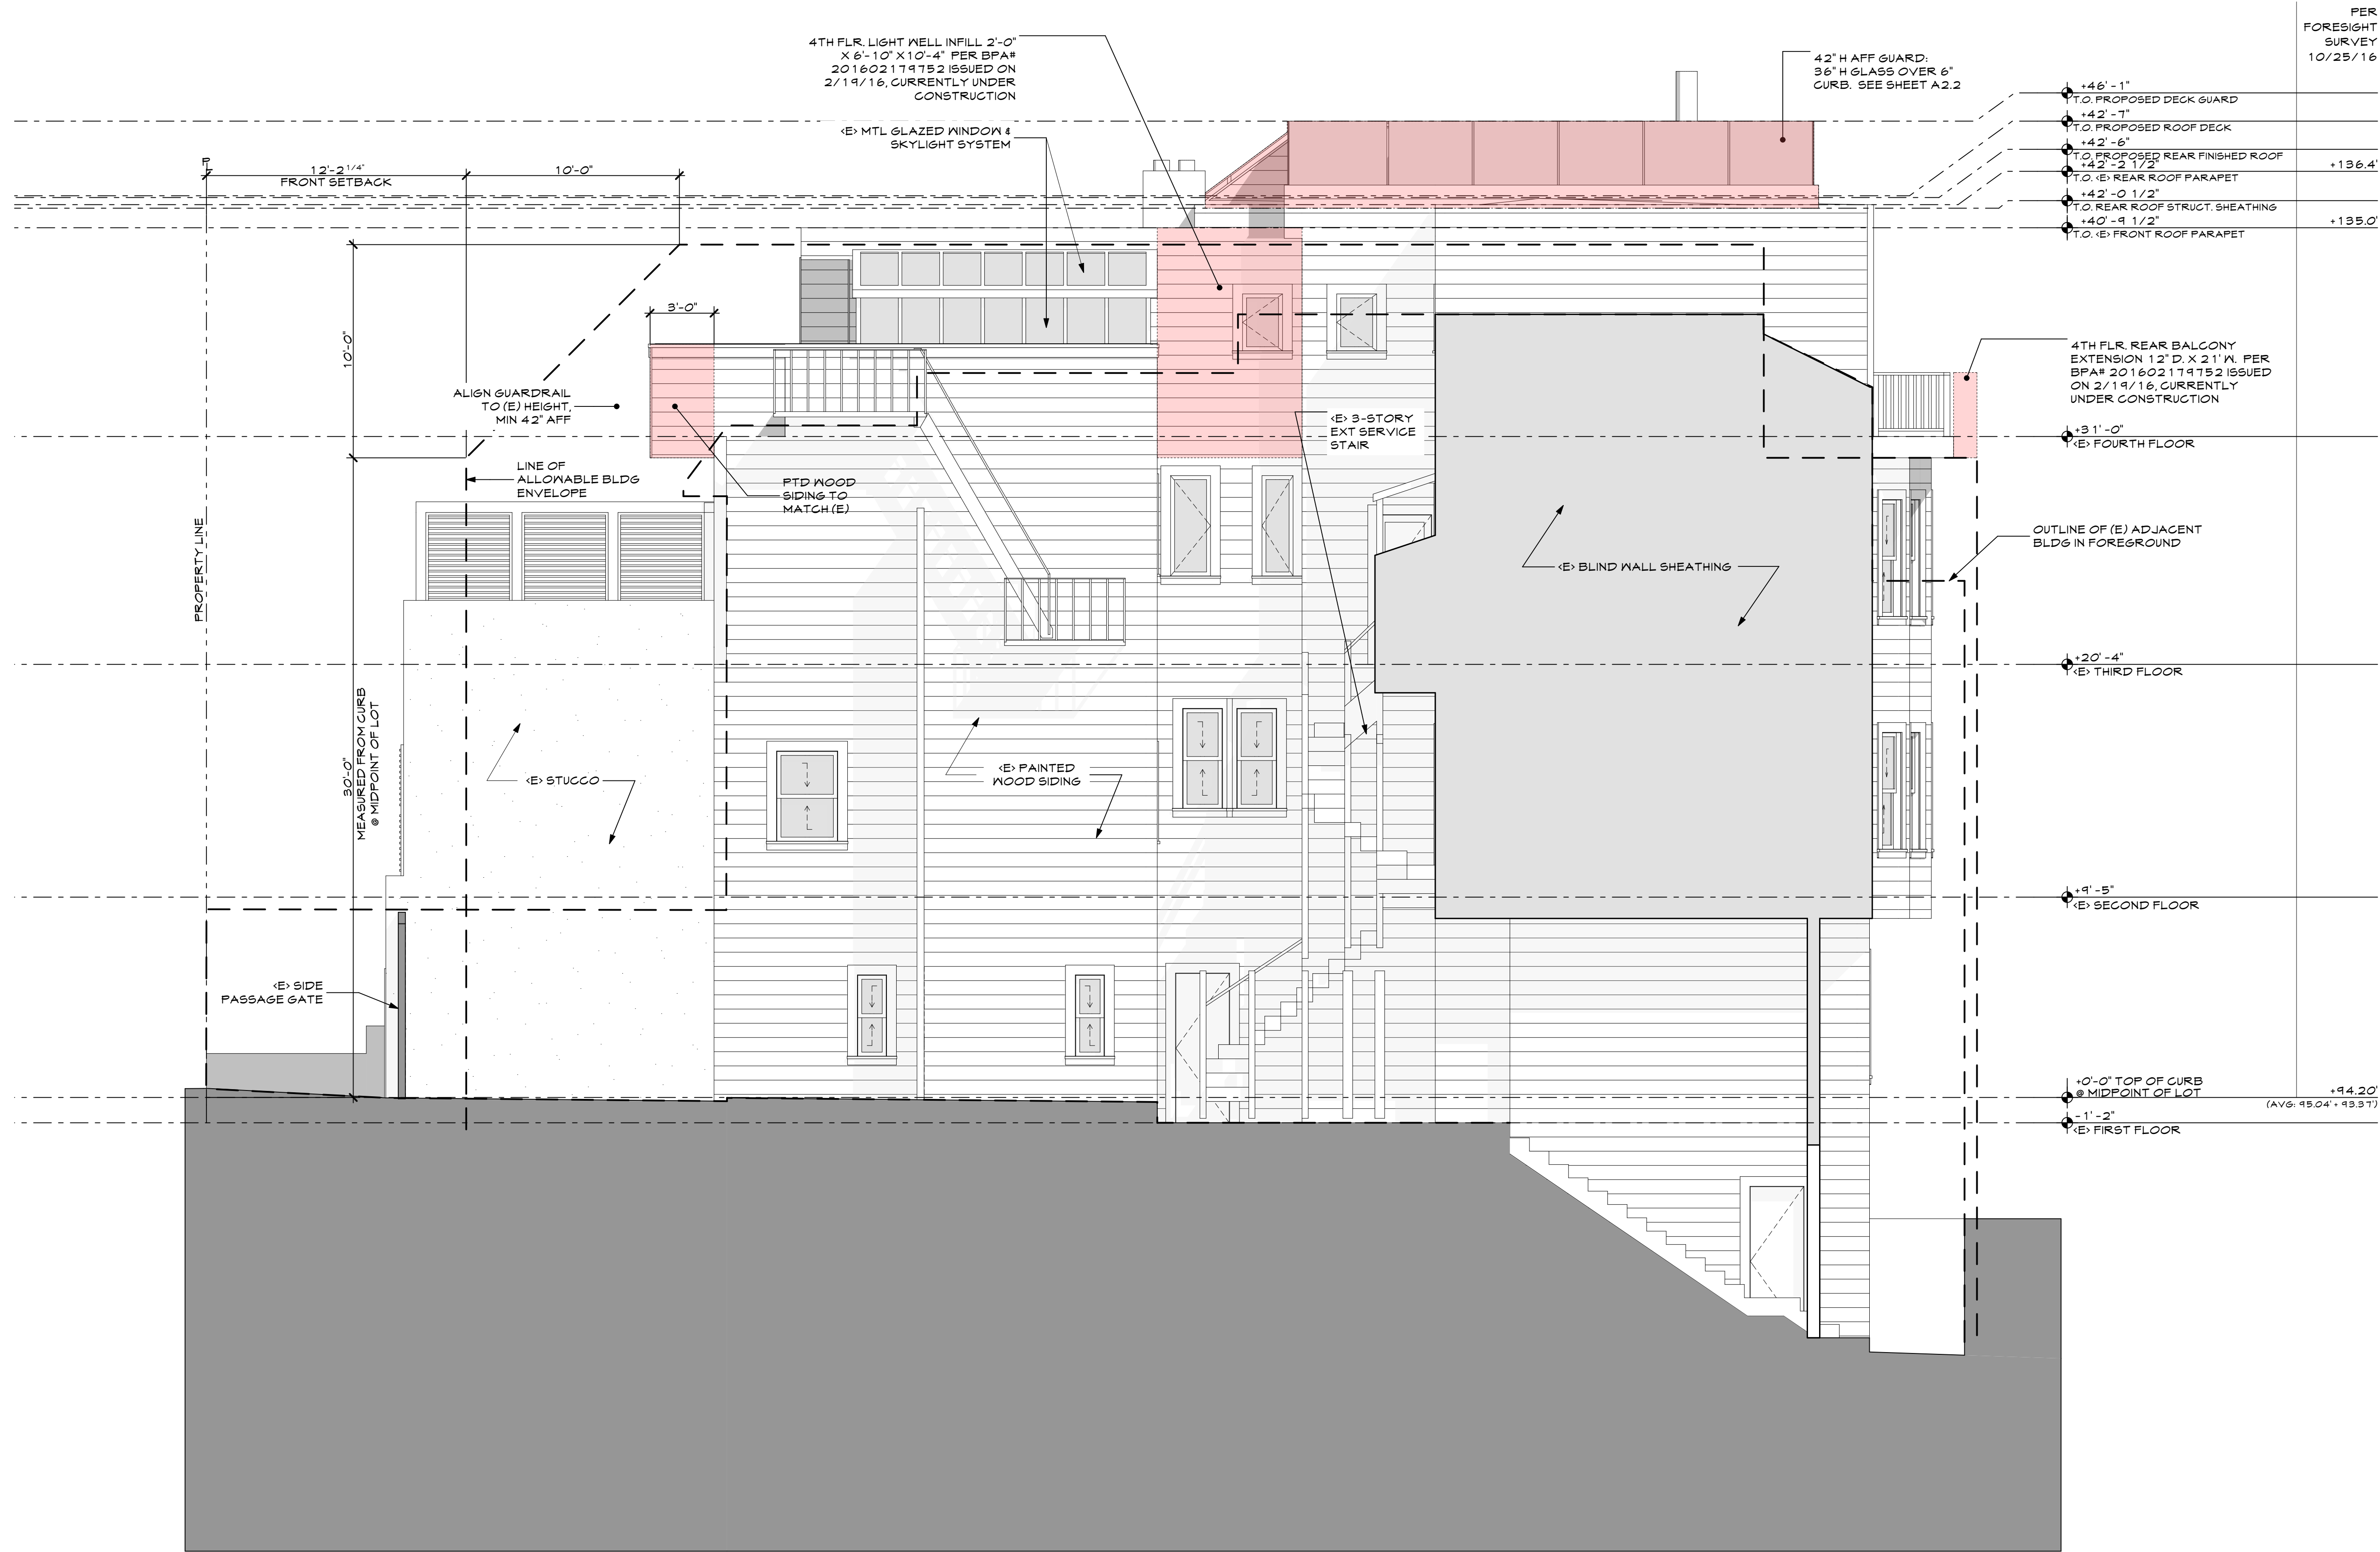 PER
FORESIGHT
SURVEY
10/25/16
4TH FLR. LIGHT WELL INFILL 2'-0"
X 6'-10" X 10'-4" PER BPA#
201602179752 ISSUED ON
2/19/16, CURRENTLY UNDER
CONSTRUCTION
<E> MTL GLAZED WINDOW &
SKYLIGHT SYSTEM
42" H AFF GUARD:
36" H GLASS OVER 6"
CURB. SEE SHEET A2.2
+46'-1"
T.O. PROPOSED DECK GUARD
+42'-7"
T.O. PROPOSED ROOF DECK
+42'-6"
T.O. PROPOSED REAR FINISHED ROOF
+42'-2 1/2"
+136.4'
T.O. <E> REAR ROOF PARAPET
+42'-0 1/2"
T.O. REAR ROOF STRUCT. SHEATHING
+40'-9 1/2"
+135.0'
T.O. <E> FRONT ROOF PARAPET
P
12'-2 1/4"
FRONT SETBACK
10'-0"
10'-0"
3'-0"
ALIGN GUARDRAIL
TO (E) HEIGHT,
MIN 42" AFF
LINE OF
ALLOWABLE BLDG
ENVELOPE
PTD WOOD
SIDING TO
MATCH (E)
<E> 3-STORY
EXT SERVICE
STAIR
4TH FLR. REAR BALCONY
EXTENSION 12" D. X 21' W. PER
BPA# 201602179752 ISSUED
ON 2/19/16, CURRENTLY
UNDER CONSTRUCTION
+31'-0"
<E> FOURTH FLOOR
OUTLINE OF (E) ADJACENT
BLDG IN FOREGROUND
<E> BLIND WALL SHEATHING
PROPERTY LINE
+20'-4"
<E> THIRD FLOOR
30'-0"
MEASURED FROM CURB
@ MIDPOINT OF LOT
<E> STUCCO
<E> PAINTED
WOOD SIDING
+9'-5"
<E> SECOND FLOOR
<E> SIDE
PASSAGE GATE
+0'-0" TOP OF CURB
@ MIDPOINT OF LOT
+94.20'
(AVG: 95.04' + 93.37')
-1'-2"
<E> FIRST FLOOR